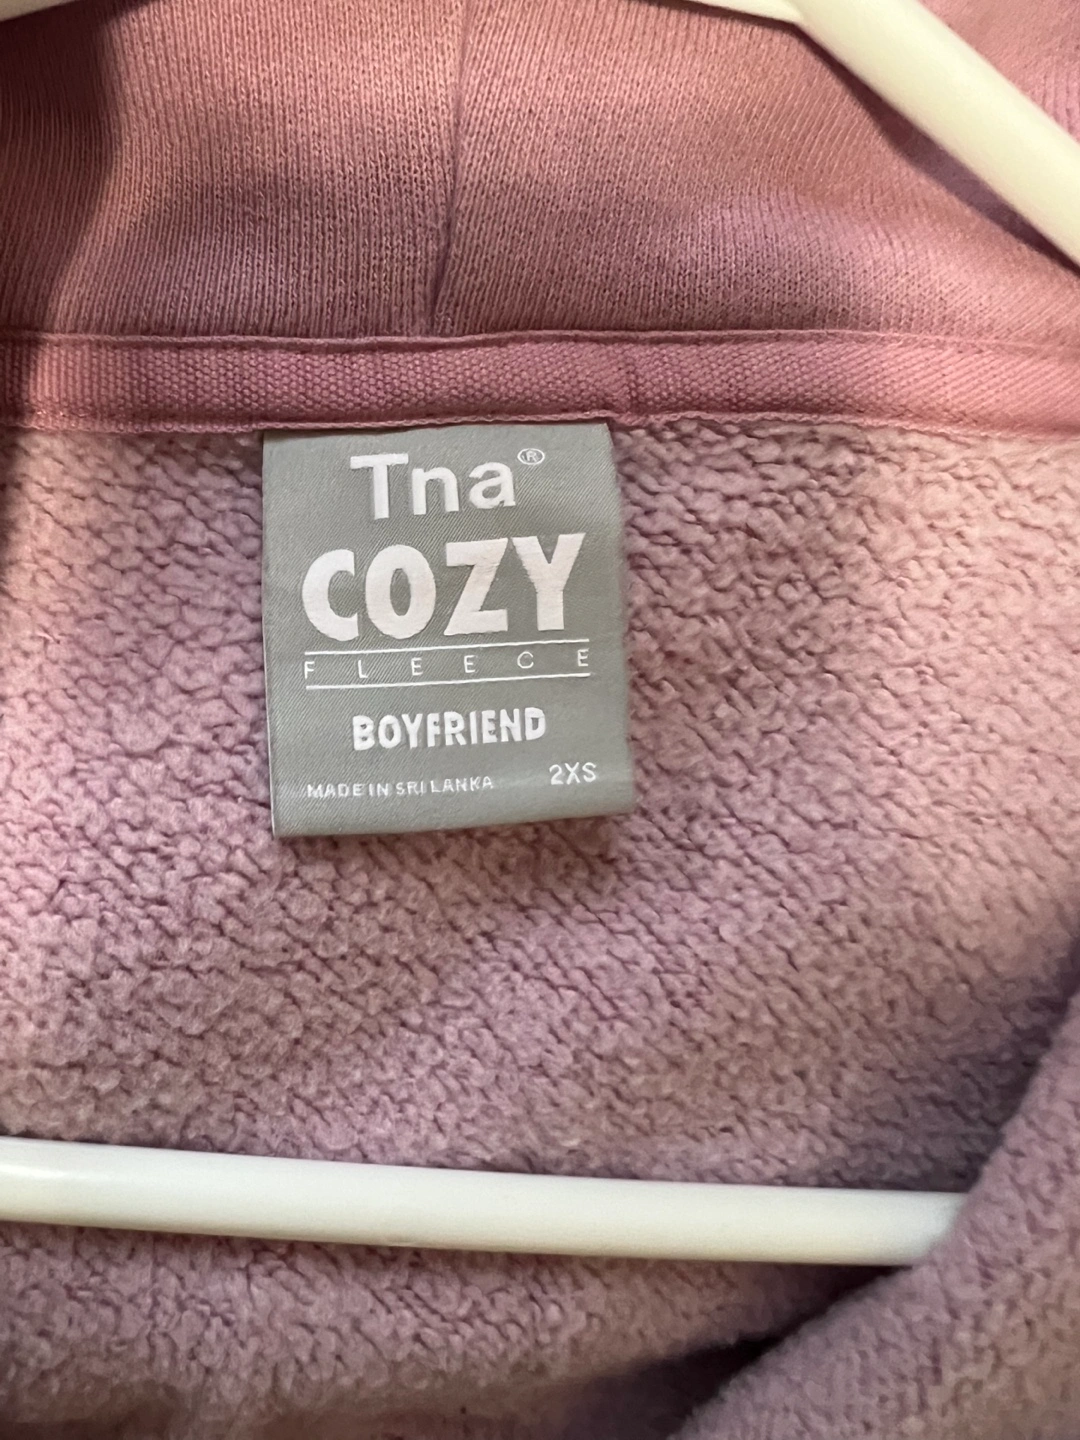 Tna®
COZY
FLEECE
BOYFRIEND
MADE IN SRI LANKA 2XS